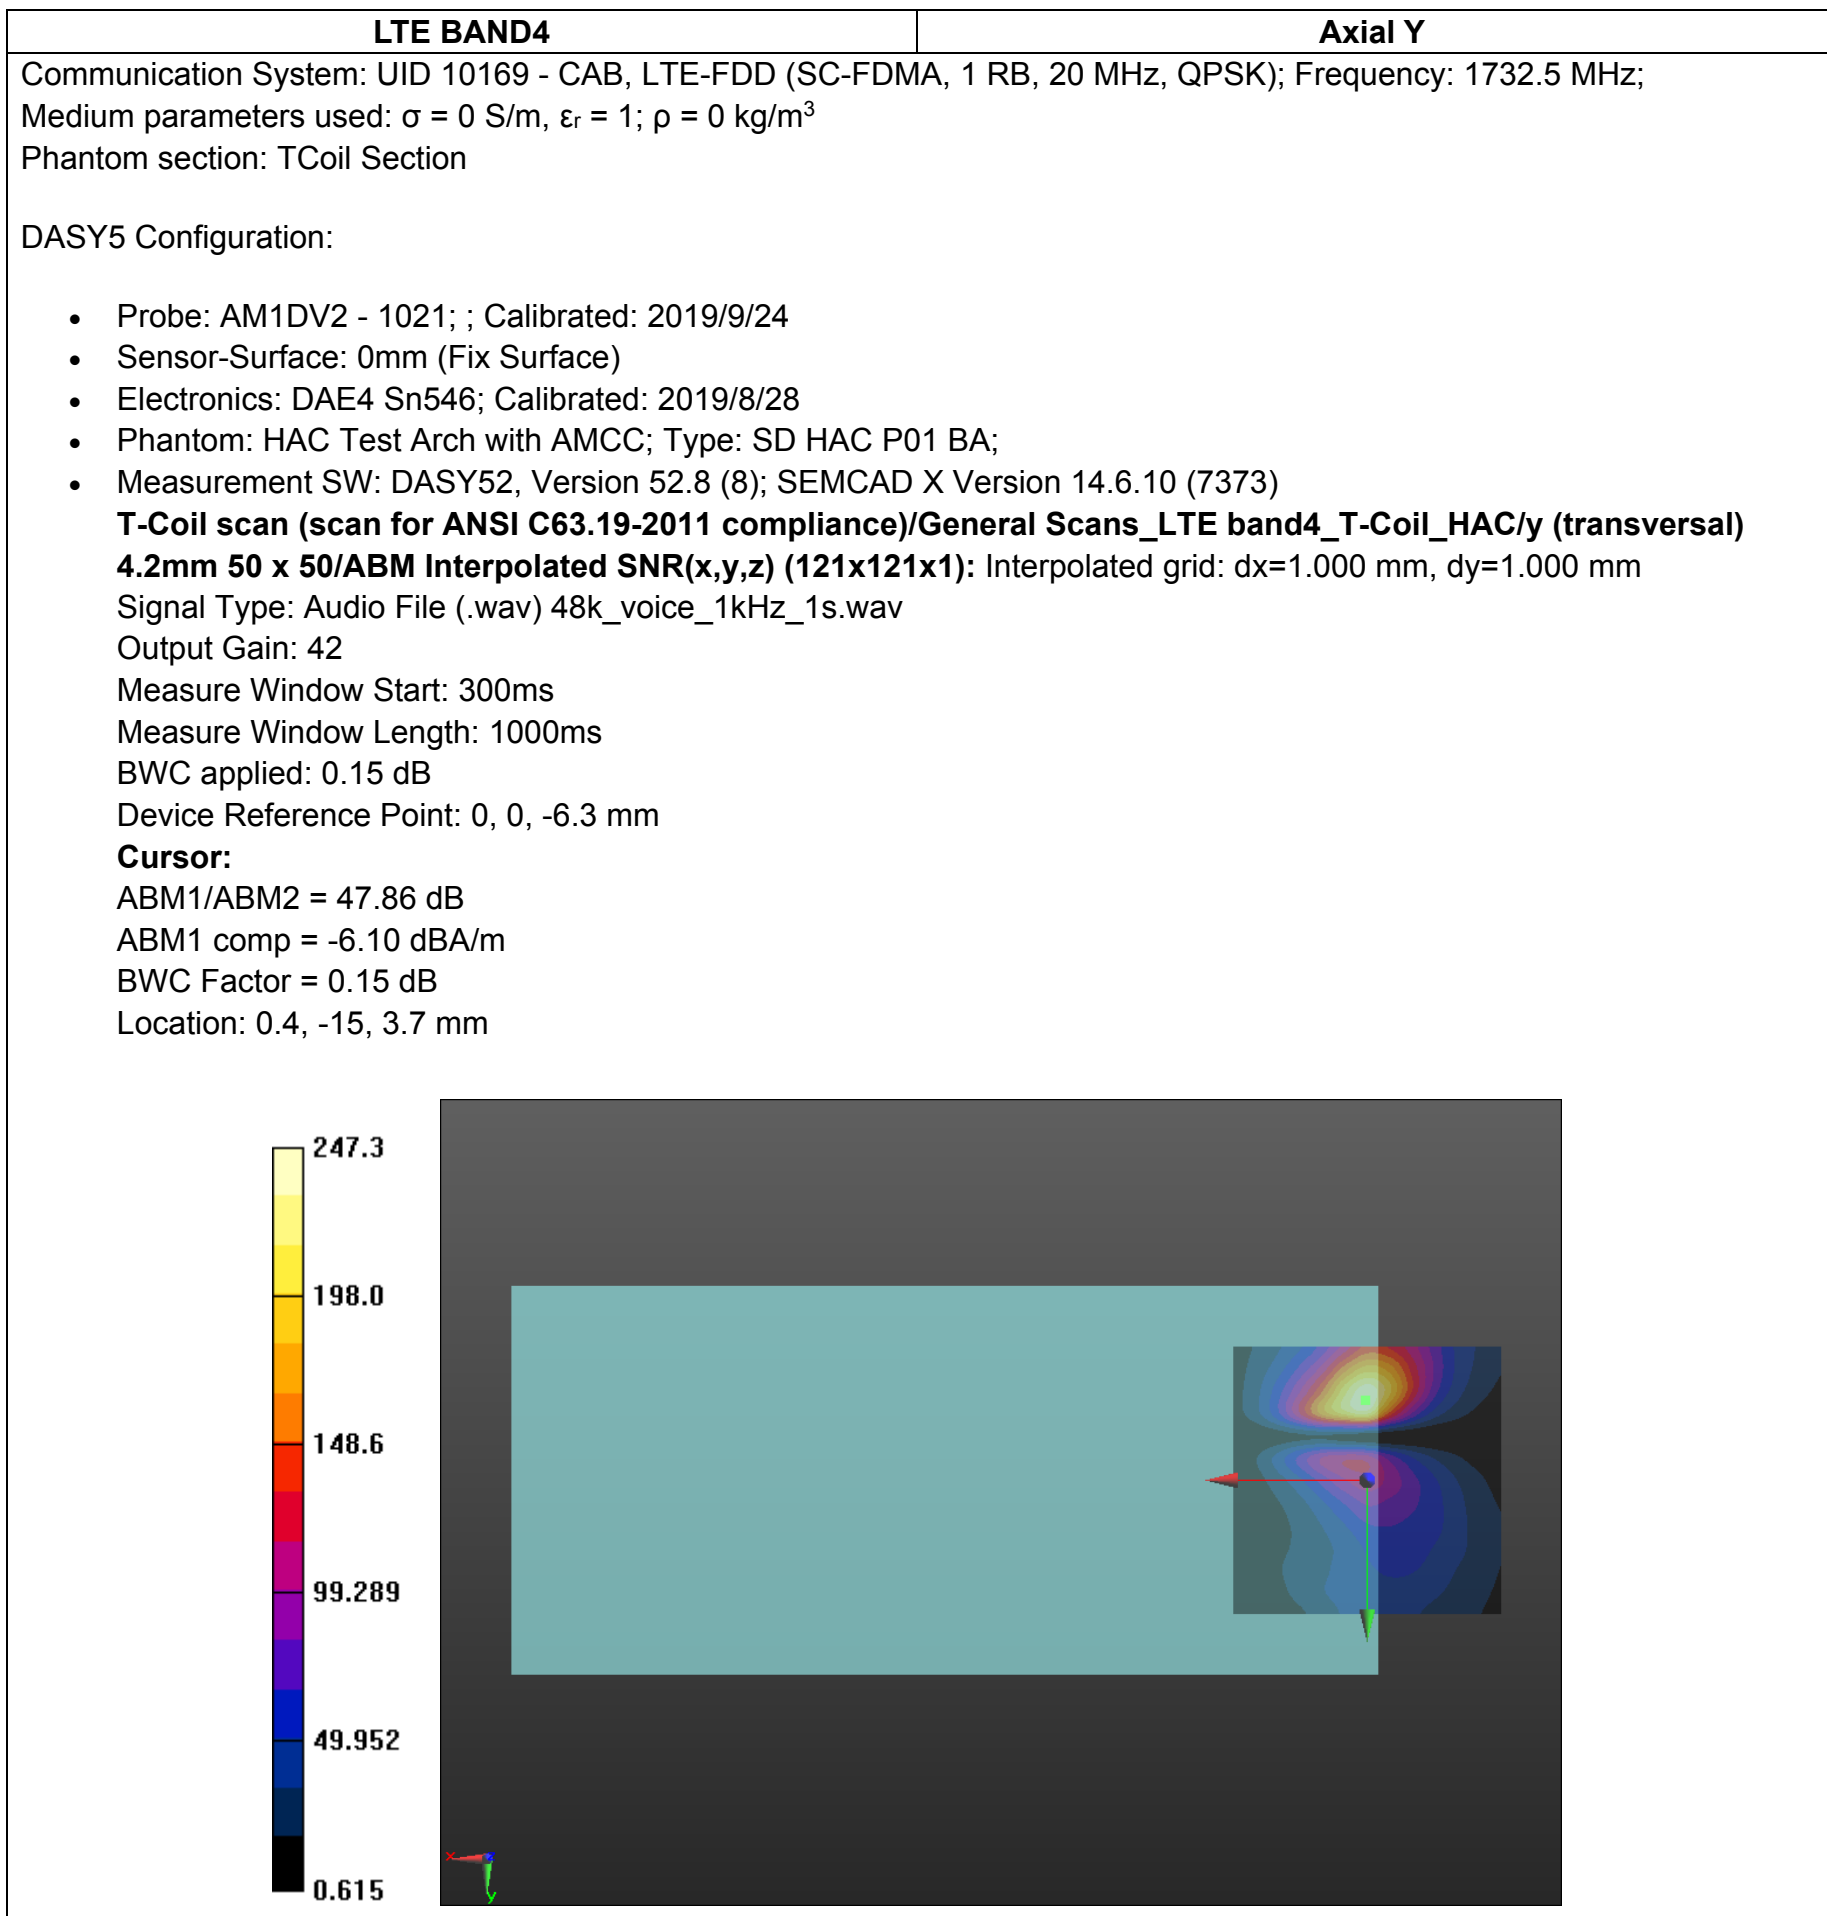 LTE BAND4
Axial Y
Communication System: UID 10169 - CAB, LTE-FDD (SC-FDMA, 1 RB, 20 MHz, QPSK); Frequency: 1732.5 MHz;
Medium parameters used: σ = 0 S/m, εr = 1; ρ = 0 kg/m³
Phantom section: TCoil Section
DASY5 Configuration:
• Probe: AM1DV2 - 1021; ; Calibrated: 2019/9/24
• Sensor-Surface: 0mm (Fix Surface)
• Electronics: DAE4 Sn546; Calibrated: 2019/8/28
• Phantom: HAC Test Arch with AMCC; Type: SD HAC P01 BA;
• Measurement SW: DASY52, Version 52.8 (8); SEMCAD X Version 14.6.10 (7373)
T-Coil scan (scan for ANSI C63.19-2011 compliance)/General Scans_LTE band4_T-Coil_HAC/y (transversal)
4.2mm 50 x 50/ABM Interpolated SNR(x,y,z) (121x121x1): Interpolated grid: dx=1.000 mm, dy=1.000 mm
Signal Type: Audio File (.wav) 48k_voice_1kHz_1s.wav
Output Gain: 42
Measure Window Start: 300ms
Measure Window Length: 1000ms
BWC applied: 0.15 dB
Device Reference Point: 0, 0, -6.3 mm
Cursor:
ABM1/ABM2 = 47.86 dB
ABM1 comp = -6.10 dBA/m
BWC Factor = 0.15 dB
Location: 0.4, -15, 3.7 mm
247.3
198.0
148.6
99.289
49.952
0.615
x
z
y